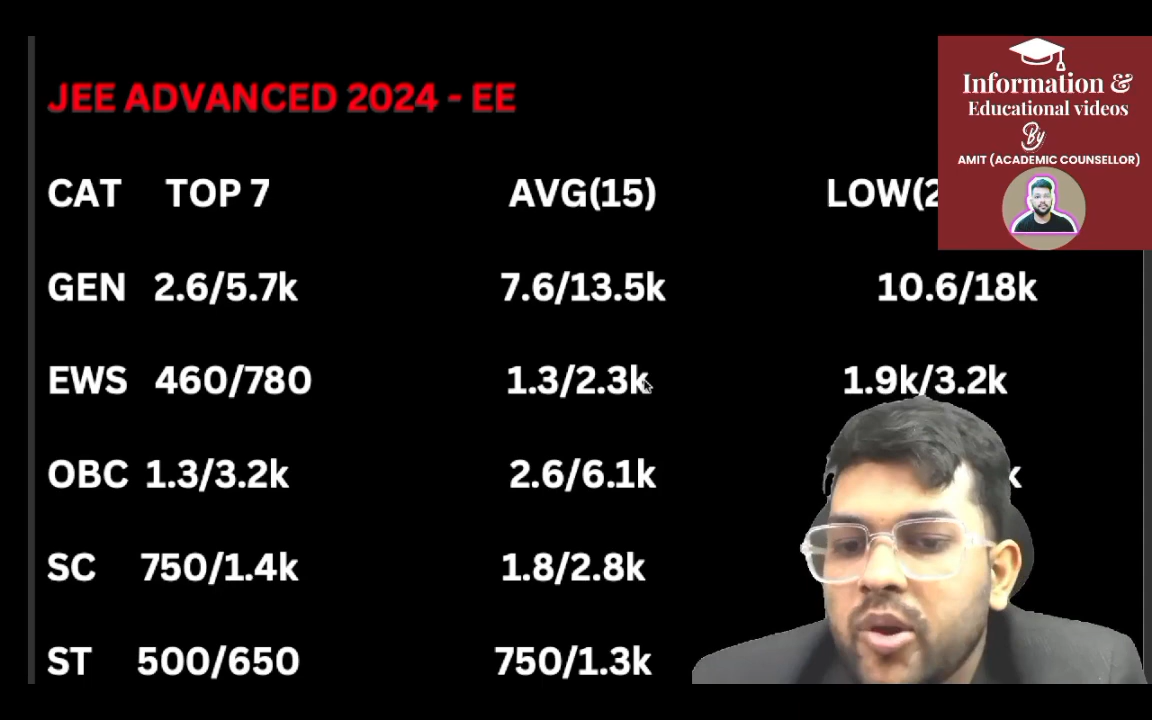 JEE ADVANCED 2024 - EE
Information &
Educational videos
By
AMIT (ACADEMIC COUNSELLOR)
CAT TOP 7 AVG(15) LOW(2
GEN 2.6/5.7k 7.6/13.5k 10.6/18k
EWS 460/780 1.3/2.3k 1.9k/3.2k
OBC 1.3/3.2k 2.6/6.1k k
SC 750/1.4k 1.8/2.8k
ST 500/650 750/1.3k